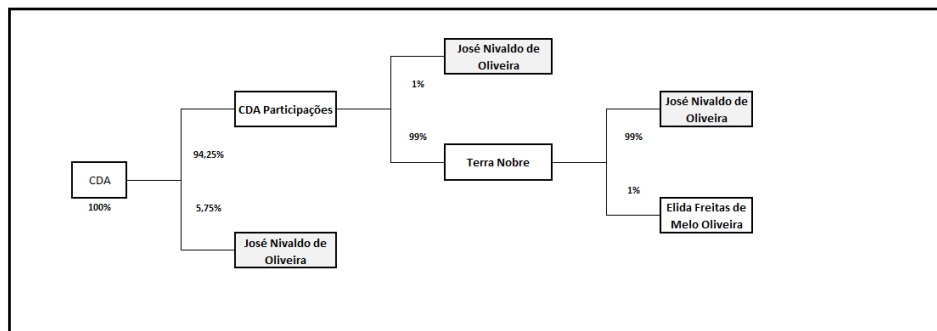 José Nivaldo de
Oliveira
1%
CDA Participações
99%
José Nivaldo de
Oliveira
99%
94,25%
Terra Nobre
CDA
100%
5,75%
1%
Elida Freitas de
Melo Oliveira
José Nivaldo de
Oliveira